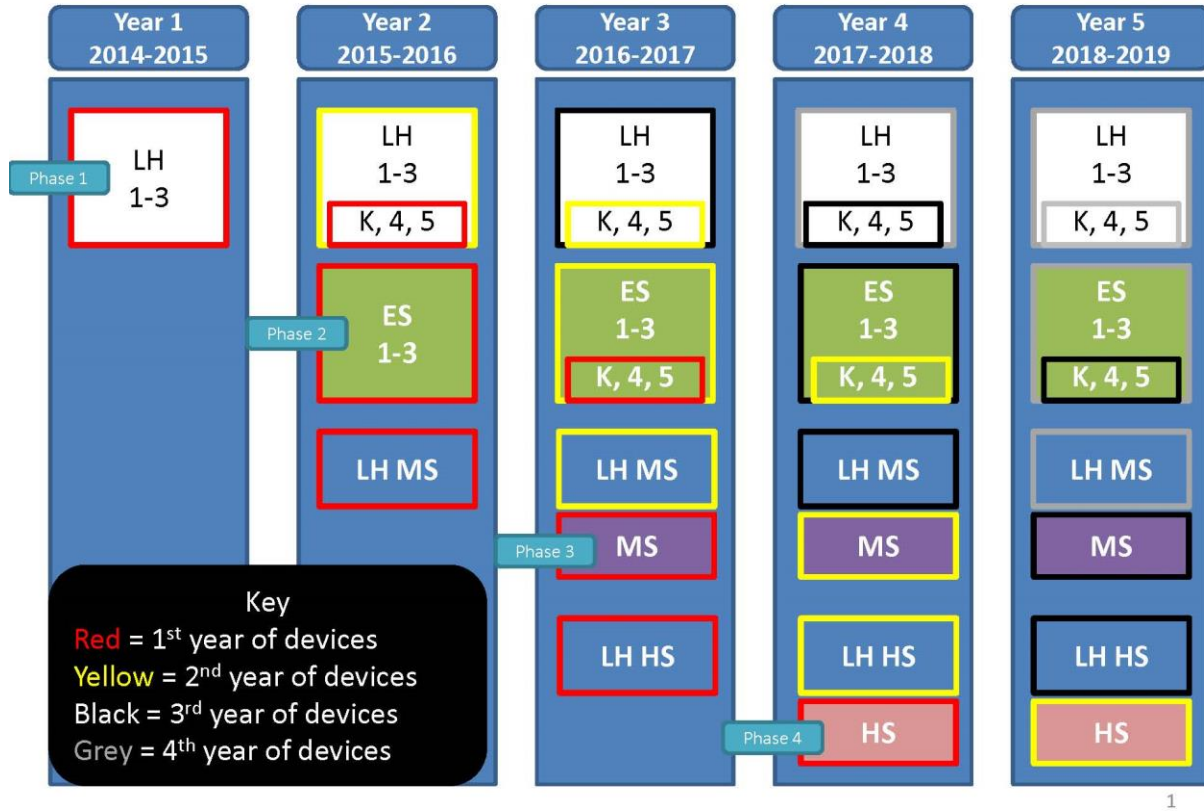 Year 1
2014-2015
Year 2
2015-2016
Year 3
2016-2017
Year 4
2017-2018
Year 5
2018-2019
Phase 1
LH
1-3
LH
1-3
K, 4, 5
LH
1-3
K, 4, 5
LH
1-3
K, 4, 5
LH
1-3
K, 4, 5
Phase 2
ES
1-3
ES
1-3
K, 4, 5
ES
1-3
K, 4, 5
ES
1-3
K, 4, 5
LH MS
LH MS
LH MS
LH MS
Phase 3
MS
MS
MS
LH HS
LH HS
LH HS
Phase 4
HS
HS
Key
Red = 1st year of devices
Yellow = 2nd year of devices
Black = 3rd year of devices
Grey = 4th year of devices
1